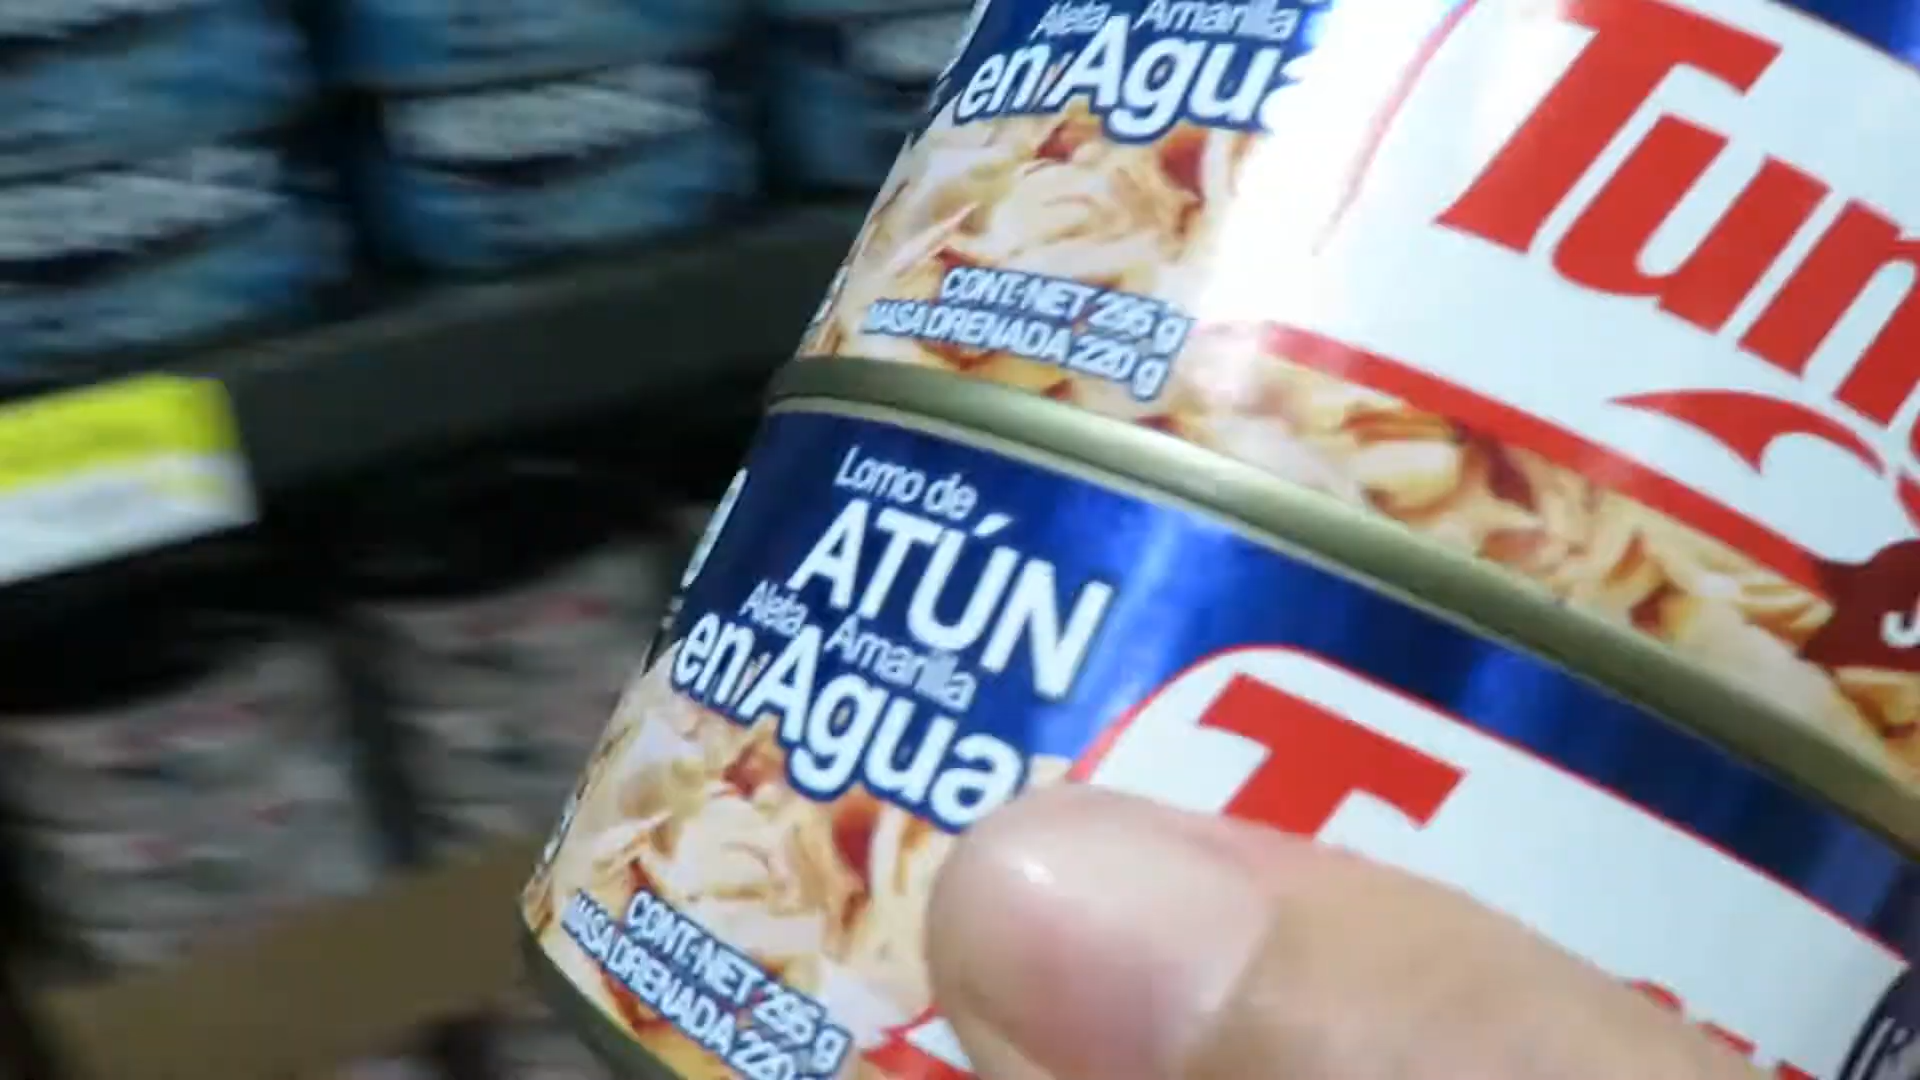 Aleta Amarilla
en Agua
CONT. NET 295 g
MASA DRENADA 220 g
Tun
Lomo de
ATÚN
Aleta Amarilla
en Agua
T
CONT. NET 295 g
MASA DRENADA 220